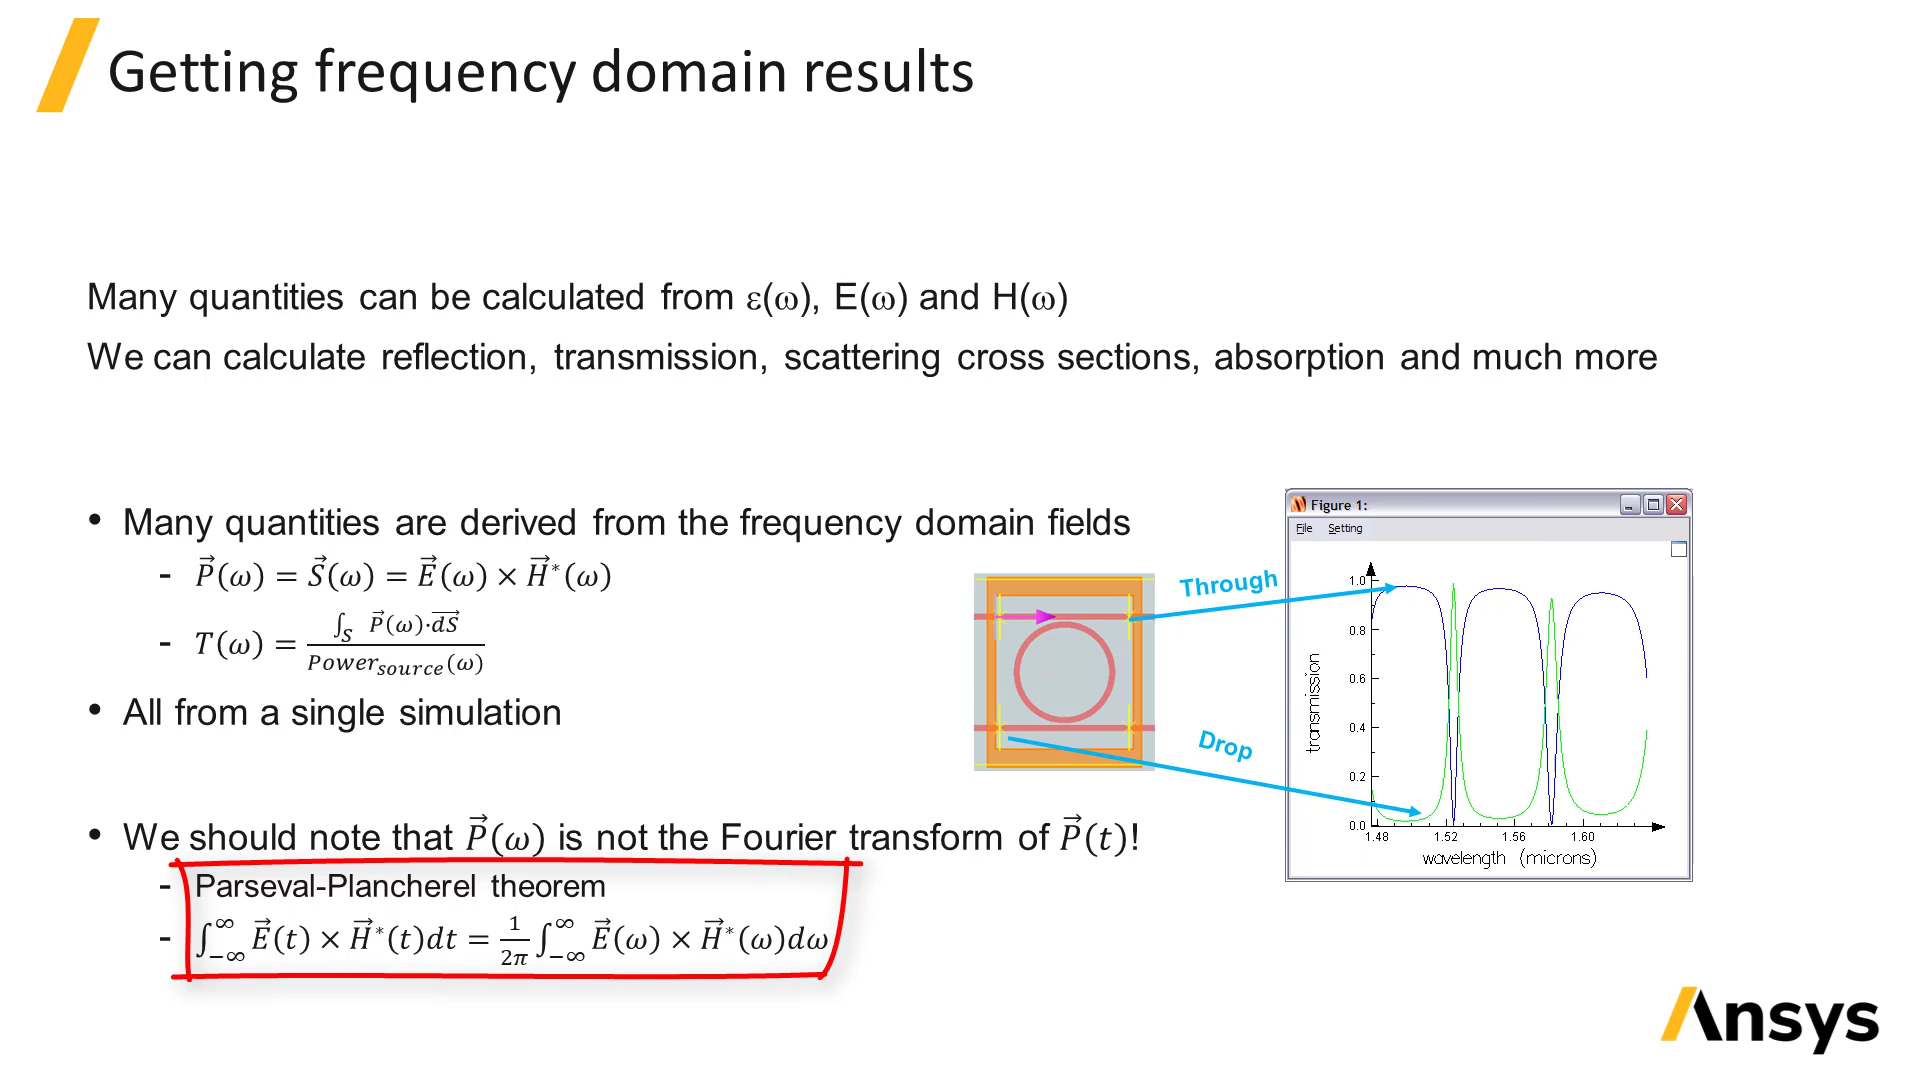 Getting frequency domain results
Many quantities can be calculated from ε(ω), E(ω) and H(ω)
We can calculate reflection, transmission, scattering cross sections, absorption and much more
• Many quantities are derived from the frequency domain fields
- P⃗(ω) = S⃗(ω) = E⃗(ω) × H⃗*(ω)
- T(ω) = ∫_S P⃗(ω)·dS⃗ / Power_source(ω)
• All from a single simulation
• We should note that P⃗(ω) is not the Fourier transform of P⃗(t)!
- Parseval-Plancherel theorem
- ∫_{-∞}^{∞} E⃗(t) × H⃗*(t)dt = 1/2π ∫_{-∞}^{∞} E⃗(ω) × H⃗*(ω)dω
Through
Drop
Figure 1:
File Setting
transmission
1.0
0.8
0.6
0.4
0.2
0.0
1.48 1.52 1.56 1.60
wavelength (microns)
Ansys